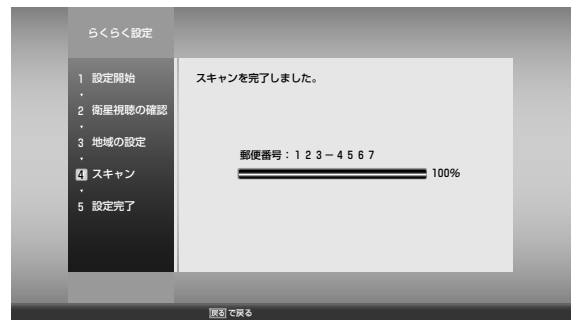 らくらく設定
1 設定開始
2 衛星視聴の確認
3 地域の設定
4 スキャン
5 設定完了
スキャンを完了しました。
郵便番号：１２３－４５６７
100%
戻る で戻る